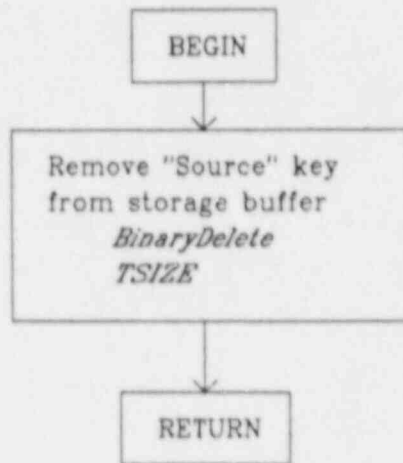 BEGIN
Remove "Source" key
from storage buffer
BinaryDelete
TSIZE
RETURN